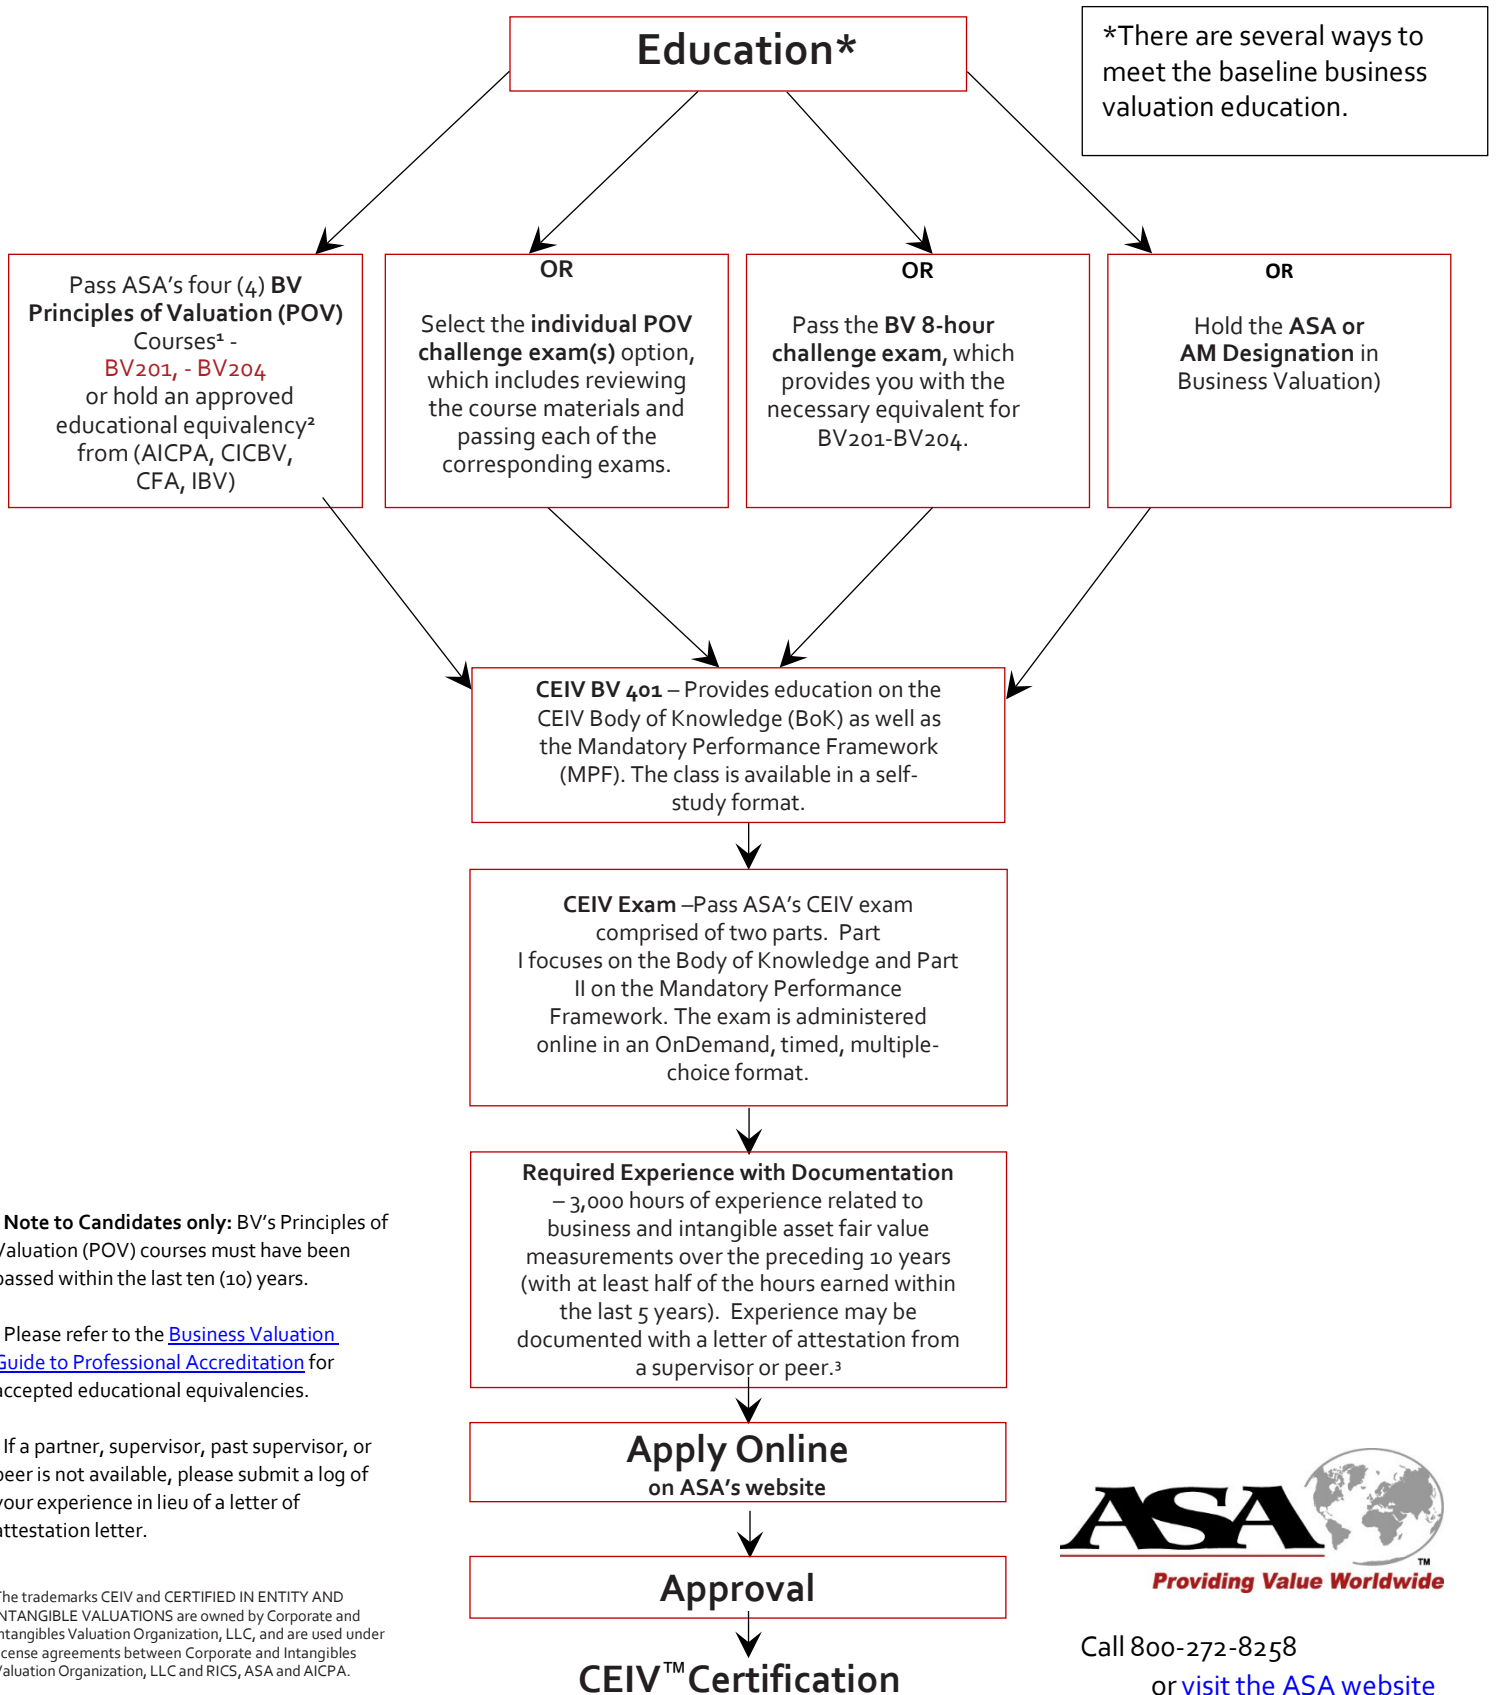 Education*
*There are several ways to
meet the baseline business
valuation education.
Pass ASA's four (4) BV
Principles of Valuation (POV)
Courses¹ -
BV201, - BV204
or hold an approved
educational equivalency²
from (AICPA, CICBV,
CFA, IBV)
OR
Select the individual POV
challenge exam(s) option,
which includes reviewing
the course materials and
passing each of the
corresponding exams.
OR
Pass the BV 8-hour
challenge exam, which
provides you with the
necessary equivalent for
BV201-BV204.
OR
Hold the ASA or
AM Designation in
Business Valuation)
CEIV BV 401 – Provides education on the
CEIV Body of Knowledge (BoK) as well as
the Mandatory Performance Framework
(MPF). The class is available in a self-
study format.
CEIV Exam –Pass ASA's CEIV exam
comprised of two parts. Part
I focuses on the Body of Knowledge and Part
II on the Mandatory Performance
Framework. The exam is administered
online in an OnDemand, timed, multiple-
choice format.
Required Experience with Documentation
– 3,000 hours of experience related to
business and intangible asset fair value
measurements over the preceding 10 years
(with at least half of the hours earned within
the last 5 years). Experience may be
documented with a letter of attestation from
a supervisor or peer.³
Apply Online
on ASA's website
Approval
CEIV™ Certification
Note to Candidates only: BV's Principles of
Valuation (POV) courses must have been
passed within the last ten (10) years.
Please refer to the Business Valuation
Guide to Professional Accreditation for
accepted educational equivalencies.
If a partner, supervisor, past supervisor, or
peer is not available, please submit a log of
your experience in lieu of a letter of
attestation letter.
The trademarks CEIV and CERTIFIED IN ENTITY AND
INTANGIBLE VALUATIONS are owned by Corporate and
Intangibles Valuation Organization, LLC, and are used under
license agreements between Corporate and Intangibles
Valuation Organization, LLC and RICS, ASA and AICPA.
ASA
TM
Providing Value Worldwide
Call 800-272-8258
or visit the ASA website